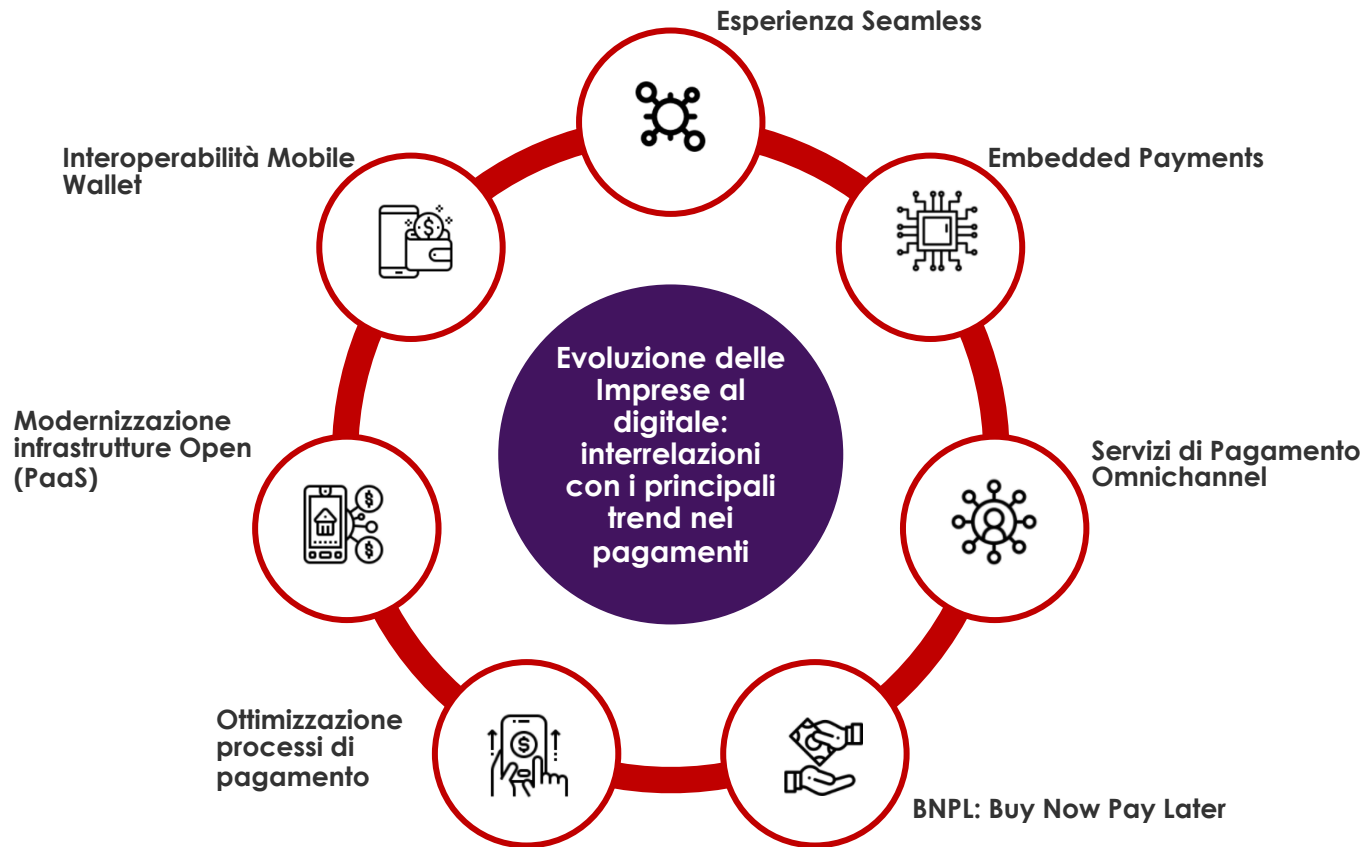 Esperienza Seamless
Interoperabilità Mobile
Wallet
Embedded Payments
Evoluzione delle
Imprese al
digitale:
interrelazioni
con i principali
trend nei
pagamenti
Modernizzazione
infrastrutture Open
(PaaS)
Servizi di Pagamento
Omnichannel
Ottimizzazione
processi di
pagamento
BNPL: Buy Now Pay Later